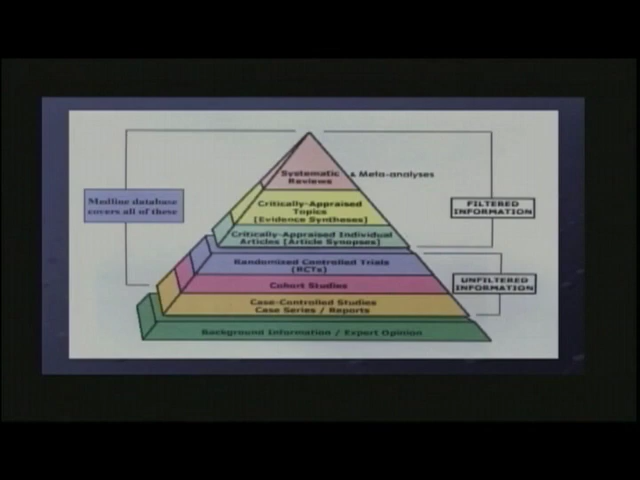 Systematic
Reviews
& Meta-analyses
Critically-Appraised
Topics
[Evidence Syntheses]
Critically-Appraised Individual
Articles [Article Synopses]
Randomized Controlled Trials
(RCTs)
Cohort Studies
Case-Controlled Studies
Case Series / Reports
Background Information / Expert Opinion
Medline database
covers all of these
FILTERED
INFORMATION
UNFILTERED
INFORMATION